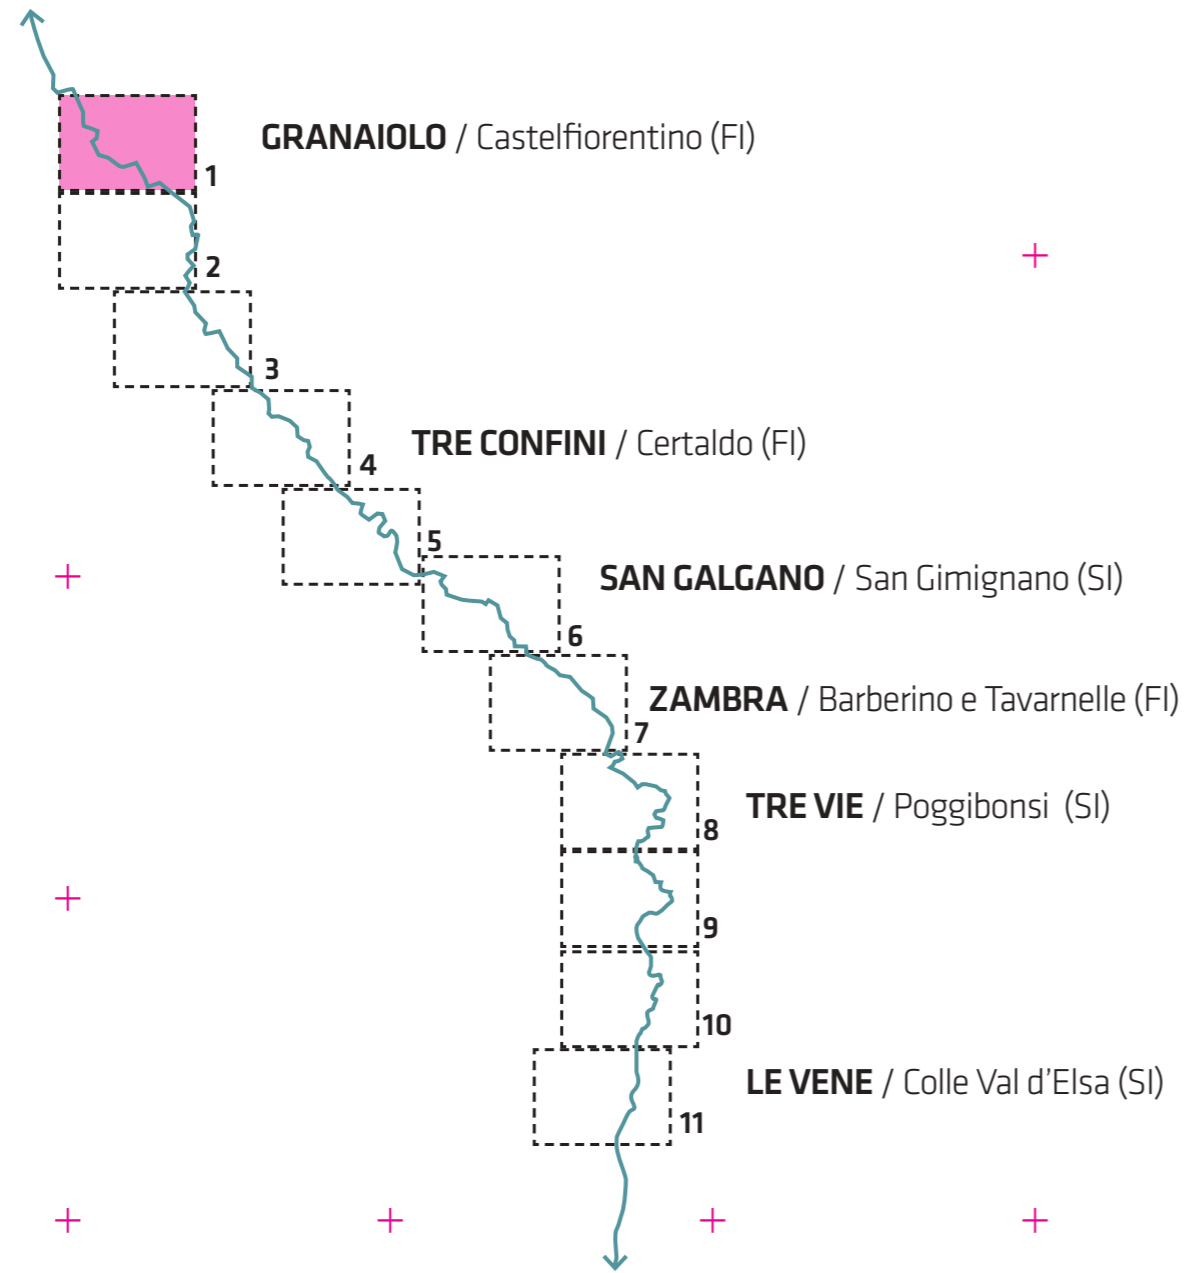 GRANAIOLO / Castelfiorentino (FI)
1
2
3
TRE CONFINI / Certaldo (FI)
4
5
SAN GALGANO / San Gimignano (SI)
6
ZAMBRA / Barberino e Tavarnelle (FI)
7
TRE VIE / Poggibonsi (SI)
8
9
10
LE VENE / Colle Val d’Elsa (SI)
11